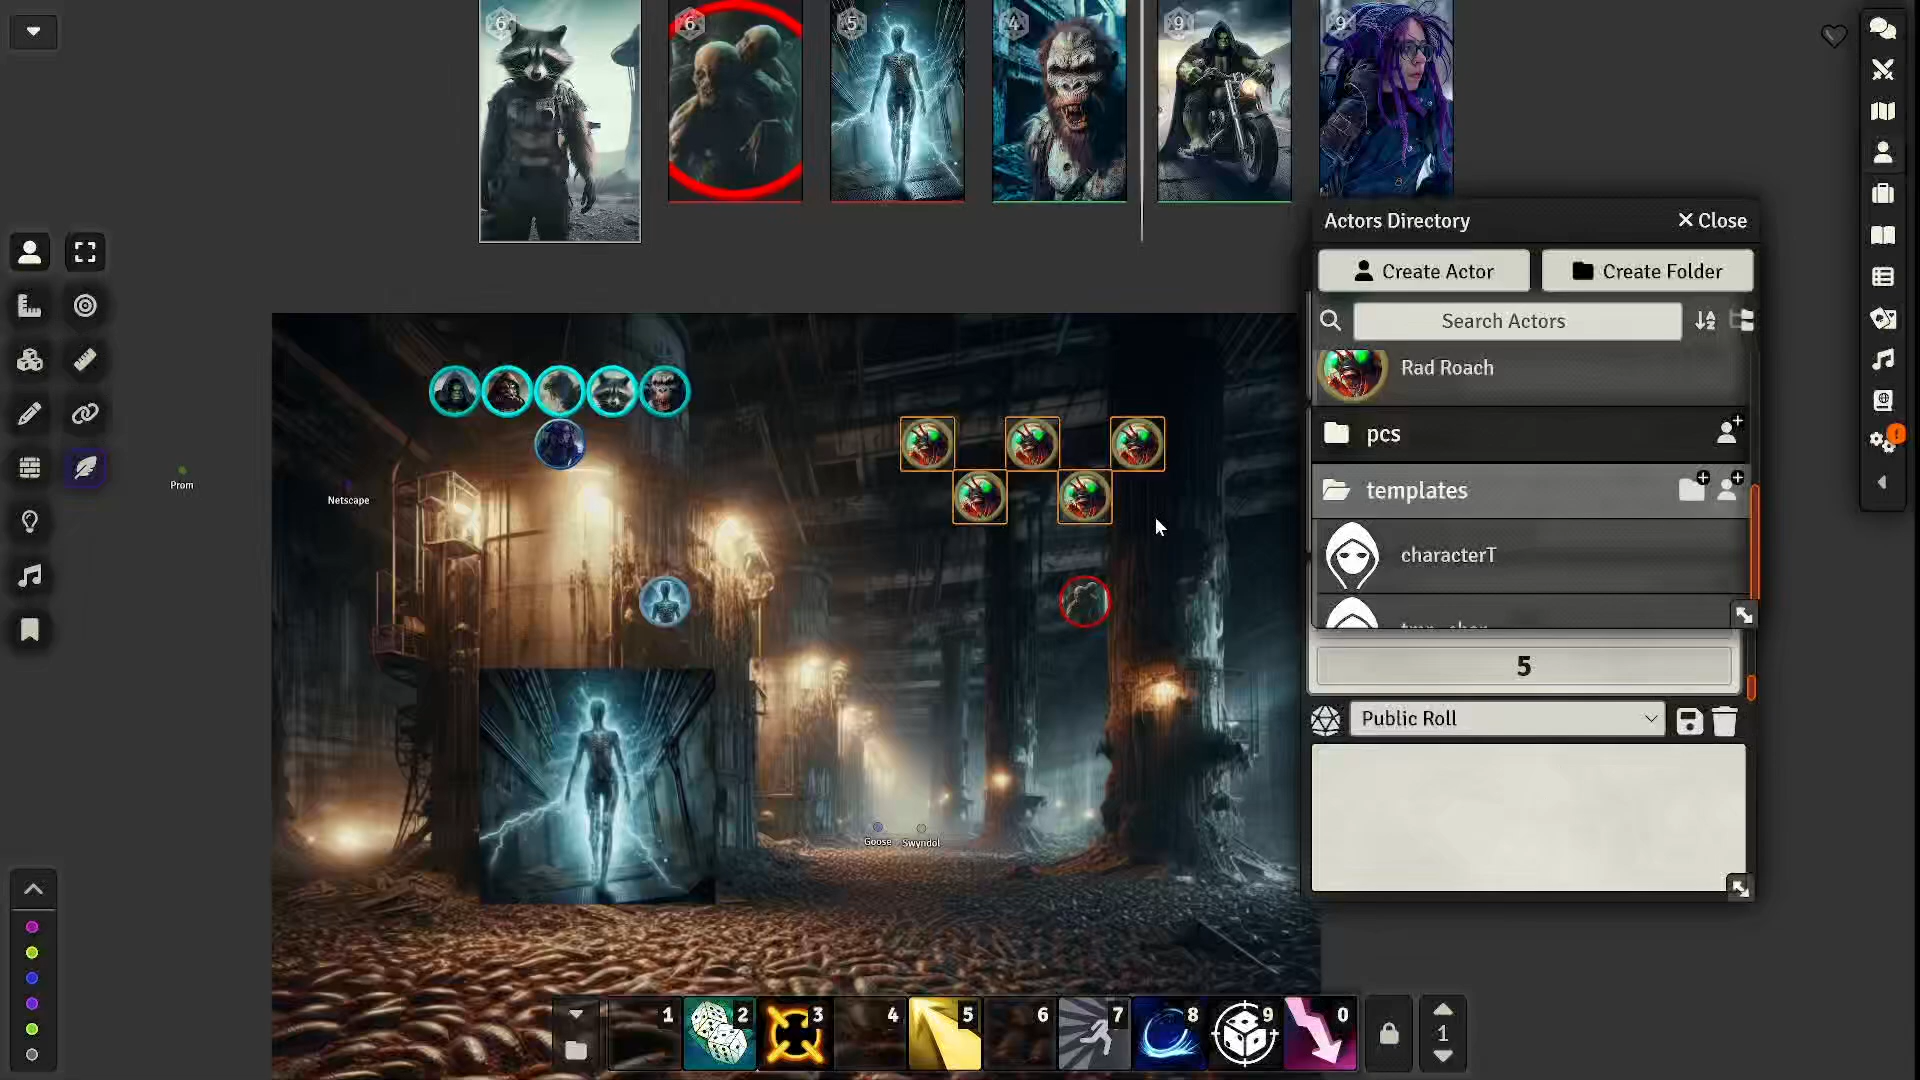 6
6
5
4
9
9
Actors Directory
Close
Create Actor
Create Folder
Search Actors
Rad Roach
pcs
templates
characterT
5
Public Roll
Prom
Netscape
Goose
Swyndol
1
2
3
4
5
6
7
8
9
0
1